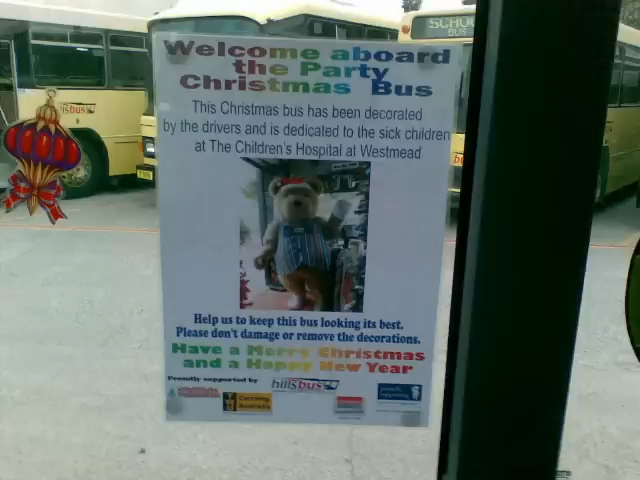 SCHOOL
BUS
Welcome aboard
the Party
Christmas Bus
This Christmas bus has been decorated
by the drivers and is dedicated to the sick children
at The Children's Hospital at Westmead
Help us to keep this bus looking its best.
Please don't damage or remove the decorations.
Have a Merry Christmas
and a Happy New Year
Proudly supported by
hillsbus
Coaching
Australia